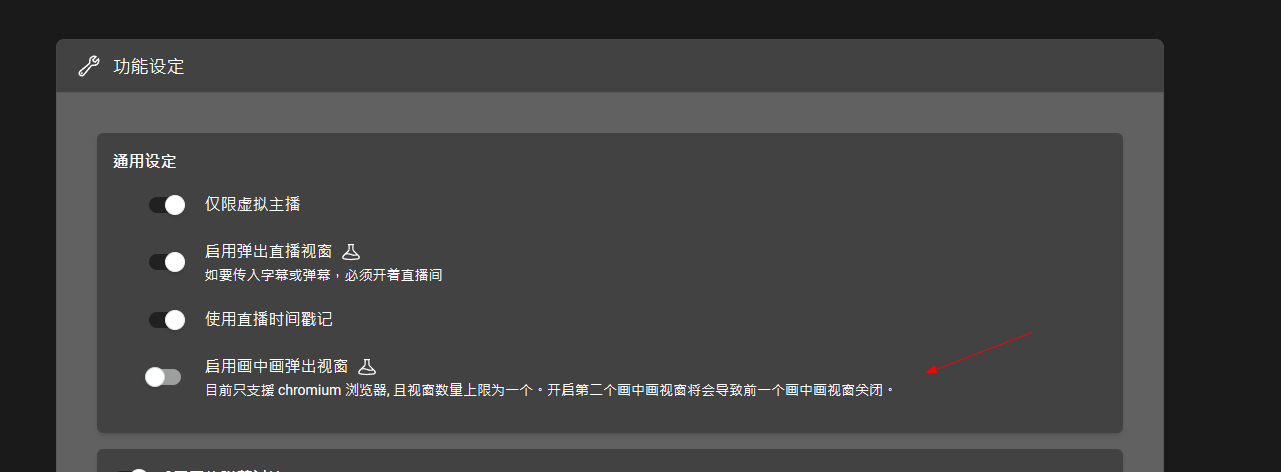 功能设定
通用设定
仅限虚拟主播
启用弹出直播视窗
如要传入字幕或弹幕，必须开着直播间
使用直播时间戳记
启用画中画弹出视窗
目前只支援 chromium 浏览器, 且视窗数量上限为一个。开启第二个画中画视窗将会导致前一个画中画视窗关闭。